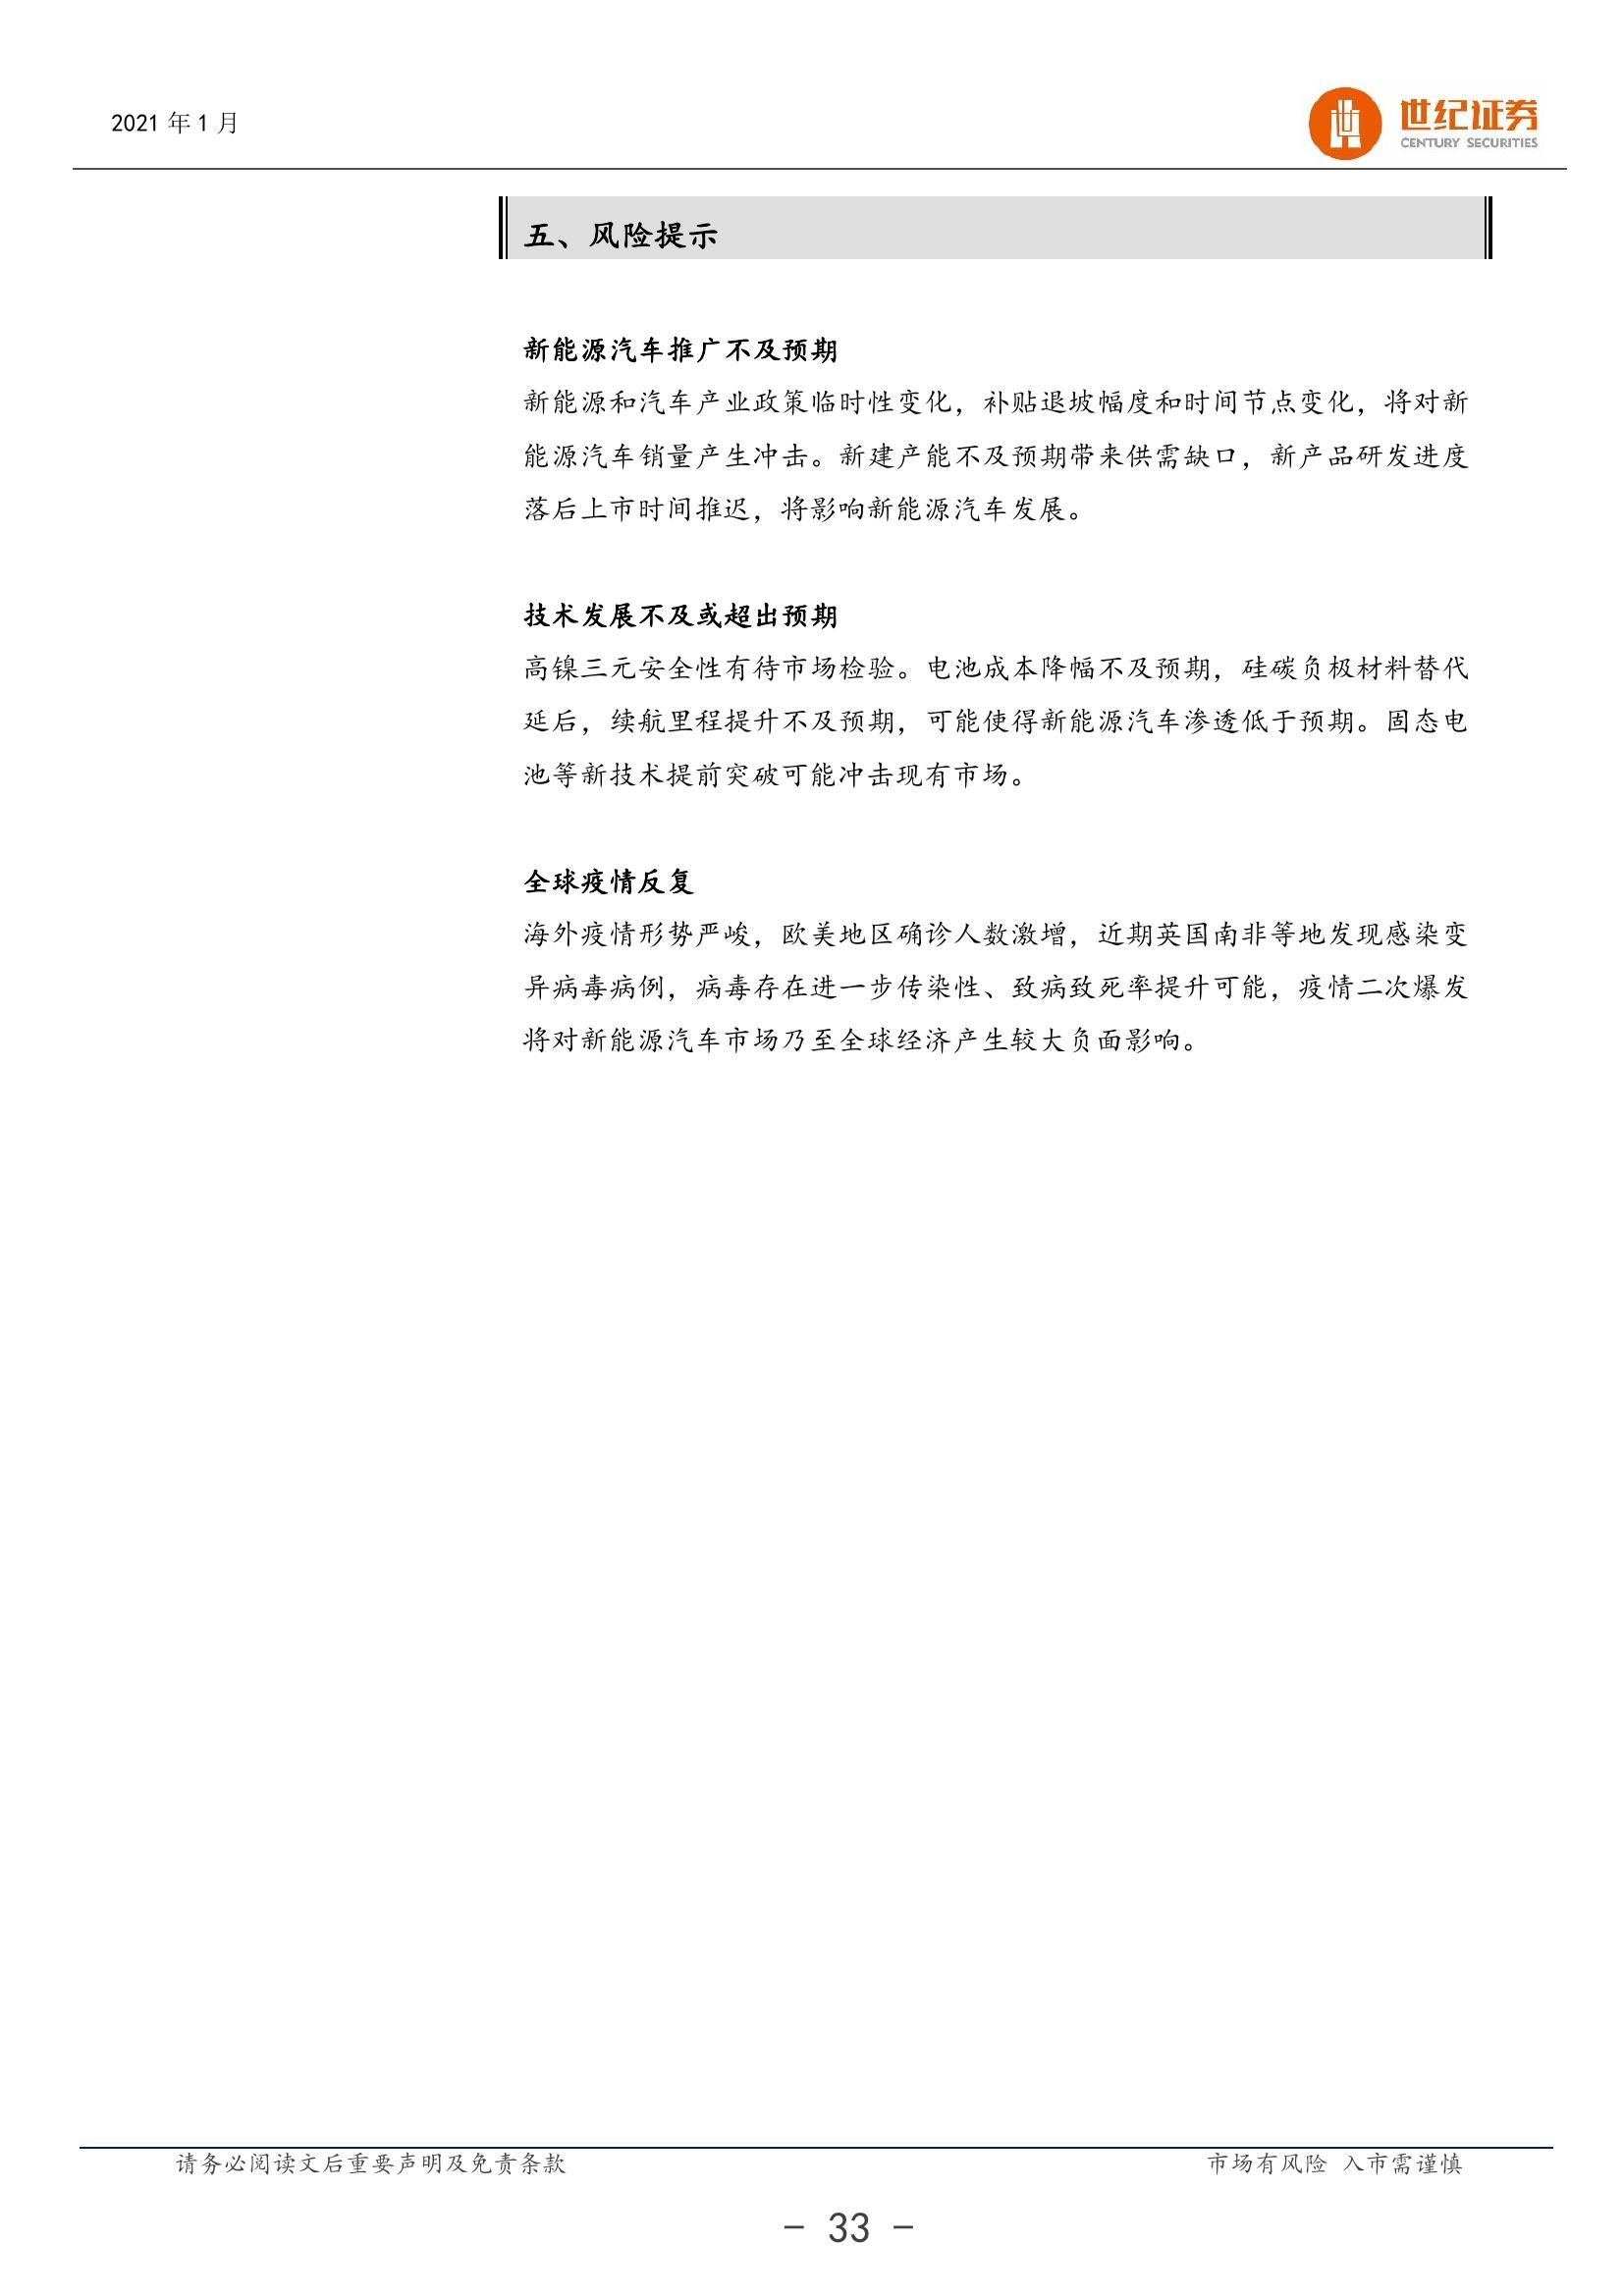 2021 年 1 月
世纪证券
CENTURY SECURITIES
五、风险提示
新能源汽车推广不及预期
新能源和汽车产业政策临时性变化，补贴退坡幅度和时间节点变化，将对新
能源汽车销量产生冲击。新建产能不及预期带来供需缺口，新产品研发进度
落后上市时间推迟，将影响新能源汽车发展。
技术发展不及或超出预期
高镍三元安全性有待市场检验。电池成本降幅不及预期，硅碳负极材料替代
延后，续航里程提升不及预期，可能使得新能源汽车渗透低于预期。固态电
池等新技术提前突破可能冲击现有市场。
全球疫情反复
海外疫情形势严峻，欧美地区确诊人数激增，近期英国南非等地发现感染变
异病毒病例，病毒存在进一步传染性、致病致死率提升可能，疫情二次爆发
将对新能源汽车市场乃至全球经济产生较大负面影响。
请务必阅读文后重要声明及免责条款
市场有风险 入市需谨慎
- 33 -